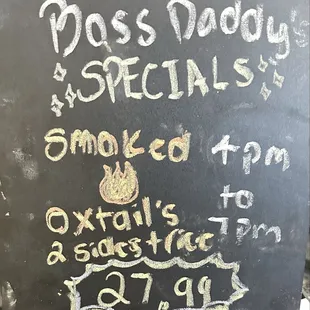 Boss Daddy's
SPECIALS
Smoked
Oxtail's
2 sides + rice
4pm
to
7pm
27.99